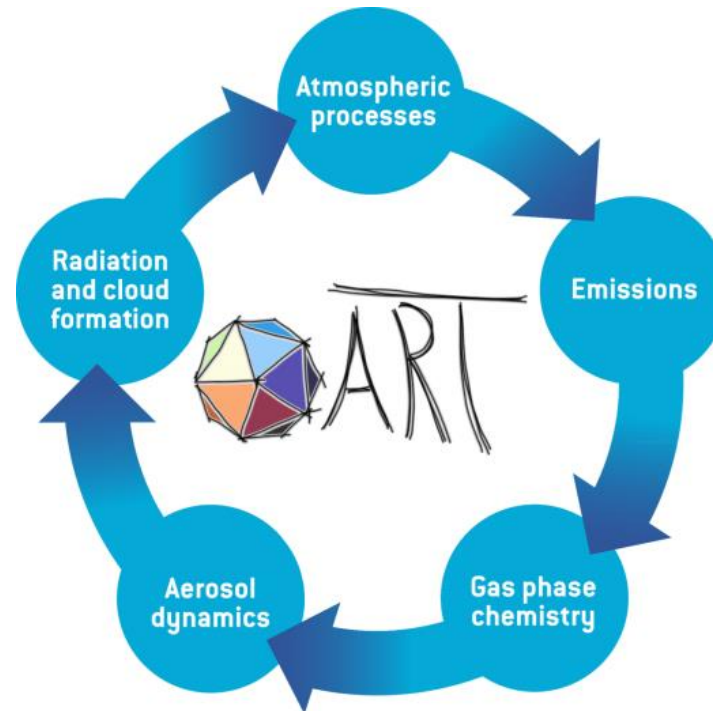 Atmospheric
processes
Emissions
Gas phase
chemistry
Aerosol
dynamics
Radiation
and cloud
formation
ART